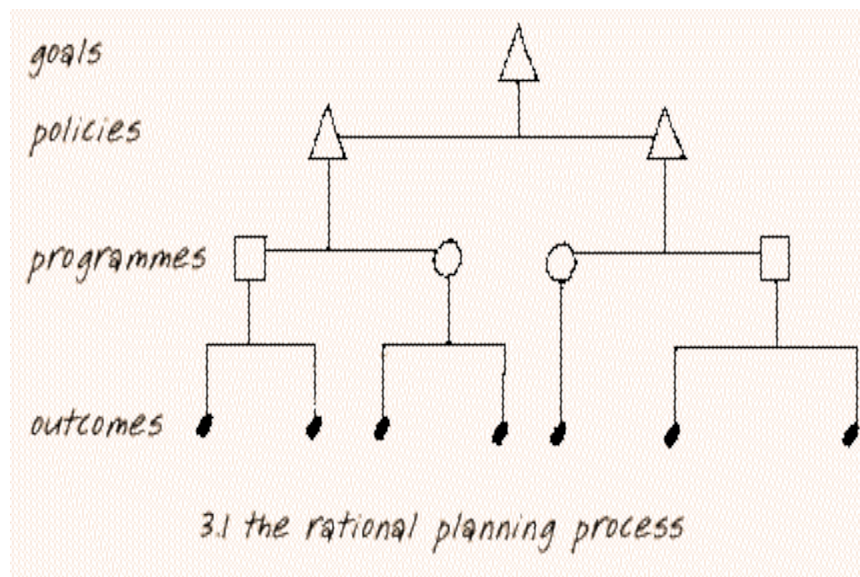 goals
policies
programmes
outcomes
3.1 the rational planning process